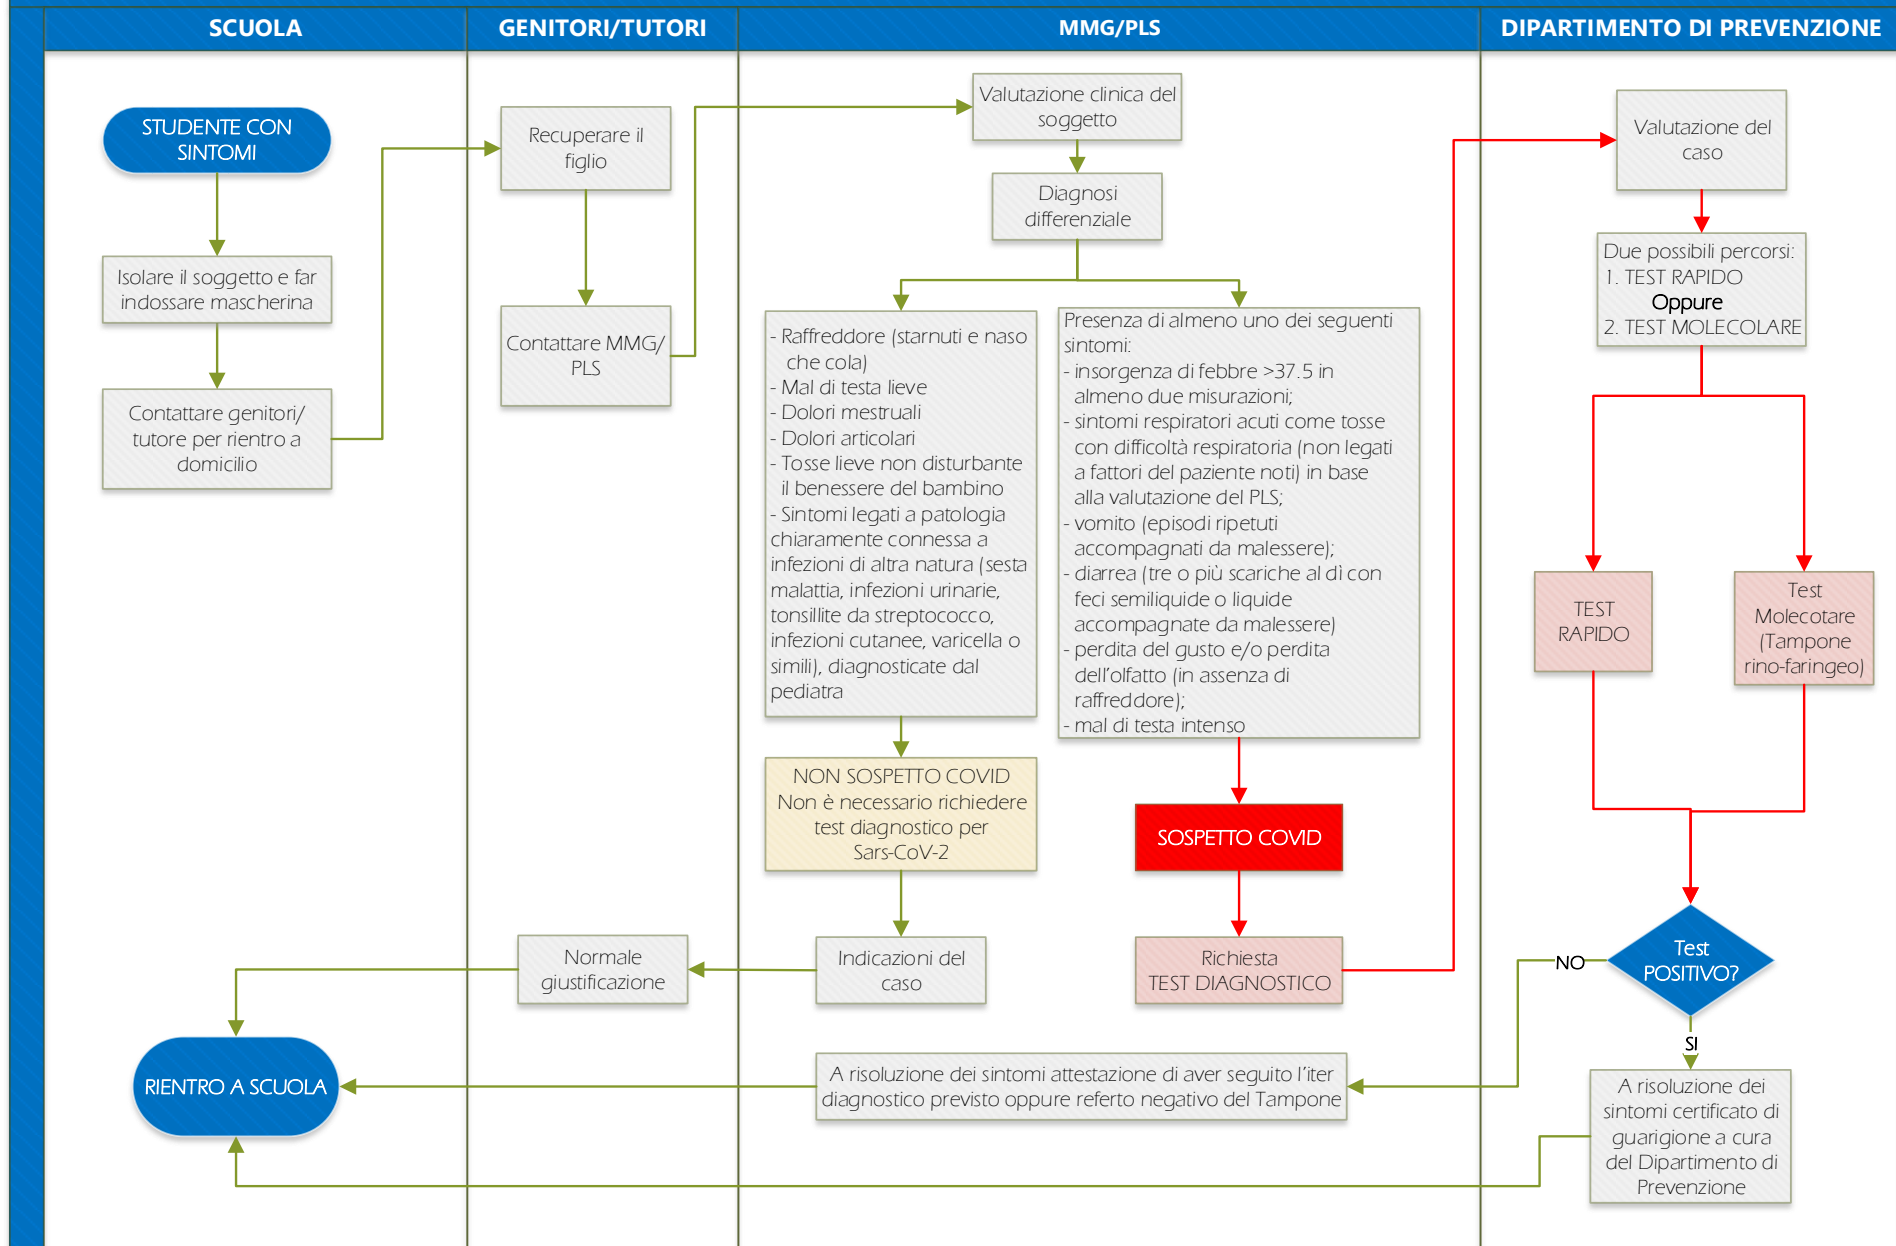 SCUOLA
GENITORI/TUTORI
MMG/PLS
DIPARTIMENTO DI PREVENZIONE
STUDENTE CON
SINTOMI
Isolare il soggetto e far
indossare mascherina
Contattare genitori/
tutore per rientro a
domicilio
Recuperare il
figlio
Contattare MMG/
PLS
Valutazione clinica del
soggetto
Diagnosi
differenziale
- Raffreddore (starnuti e naso
che cola)
- Mal di testa lieve
- Dolori mestruali
- Dolori articolari
- Tosse lieve non disturbante
il benessere del bambino
- Sintomi legati a patologia
chiaramente connessa a
infezioni di altra natura (sesta
malattia, infezioni urinarie,
tonsillite da streptococco,
infezioni cutanee, varicella o
simili), diagnosticate dal
pediatra
Presenza di almeno uno dei seguenti
sintomi:
- insorgenza di febbre >37.5 in
almeno due misurazioni;
- sintomi respiratori acuti come tosse
con difficoltà respiratoria (non legati
a fattori del paziente noti) in base
alla valutazione del PLS;
- vomito (episodi ripetuti
accompagnati da malessere);
- diarrea (tre o più scariche al dì con
feci semiliquide o liquide
accompagnate da malessere)
- perdita del gusto e/o perdita
dell'olfatto (in assenza di
raffreddore);
- mal di testa intenso
NON SOSPETTO COVID
Non è necessario richiedere
test diagnostico per
Sars-CoV-2
SOSPETTO COVID
Indicazioni del
caso
Richiesta
TEST DIAGNOSTICO
Normale
giustificazione
Valutazione del
caso
Due possibili percorsi:
1. TEST RAPIDO
Oppure
2. TEST MOLECOLARE
TEST
RAPIDO
Test
Molecotare
(Tampone
rino-faringeo)
Test
POSITIVO?
NO
SI
A risoluzione dei sintomi attestazione di aver seguito l'iter
diagnostico previsto oppure referto negativo del Tampone
A risoluzione dei
sintomi certificato di
guarigione a cura
del Dipartimento di
Prevenzione
RIENTRO A SCUOLA